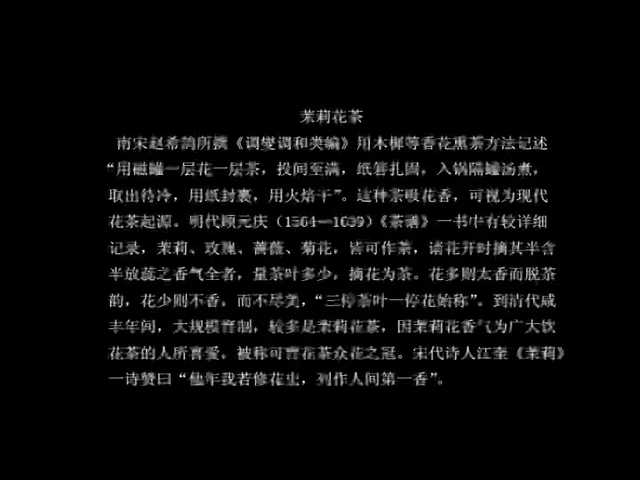 茉莉花茶
南宋赵希鹄所撰《调燮调和类编》用木樨等香花熏茶方法记述
“用磁罐一层花一层茶，投间至满，纸箬扎固，入锅隔罐汤煮，
取出待冷，用纸封裹，用火焙干”。这种茶吸花香，可视为现代
花茶起源。明代顾元庆（1564—1639）《茶谱》一书中有较详细
记录，茉莉、玫瑰、蔷薇、菊花，皆可作茶，诸花开时摘其半含
半放蕊之香气全者，量茶叶多少，摘花为茶。花多则太香而脱茶
韵，花少则不香，而不尽美，“三停茶叶一停花始称”。到清代咸
丰年间，大规模窨制，较多是茉莉花茶，因茉莉花香气为广大饮
花茶的人所喜爱，被称可窨花茶众花之冠。宋代诗人江奎《茉莉》
一诗赞曰“他年我若修花史，列作人间第一香”。